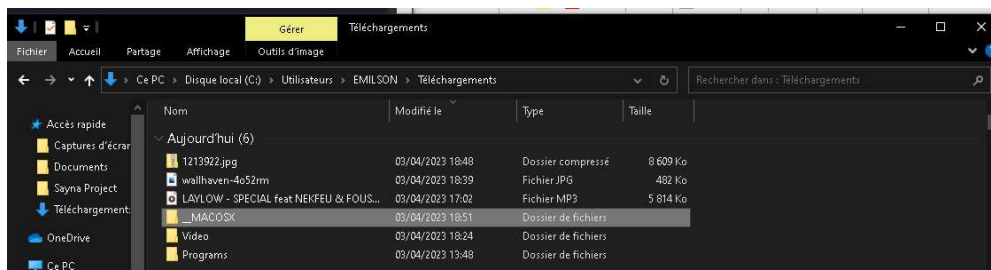 Gérer Téléchargements
Fichier Accueil Partage Affichage Outils d'image
Ce PC > Disque local (C:) > Utilisateurs > EMILSON > Téléchargements Rechercher dans : Téléchargements
Nom Modifié le Type Taille
Accès rapide
Aujourd'hui (6)
Captures d'écrar
1213922.jpg 03/04/2023 18:48 Dossier compressé 8 609 Ko
Documents
wallhaven-4o52rm 03/04/2023 18:39 Fichier JPG 482 Ko
Sayna Project
LAYLOW - SPECIAL feat NEKFEU & FOUS... 03/04/2023 17:02 Fichier MP3 5 814 Ko
Téléchargement:
__MACOSX 03/04/2023 18:51 Dossier de fichiers
OneDrive
Video 03/04/2023 18:24 Dossier de fichiers
Programs 03/04/2023 13:48 Dossier de fichiers
Ce PC